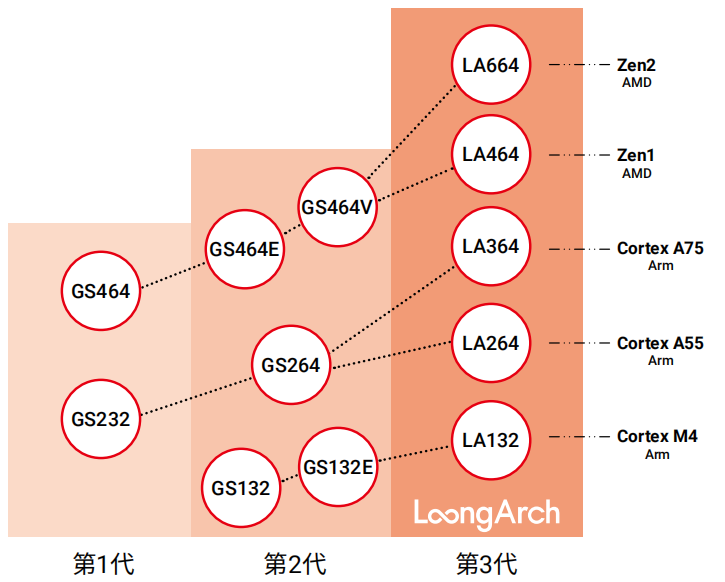 LA664
Zen2
AMD
LA464
Zen1
AMD
GS464V
GS464E
LA364
Cortex A75
Arm
GS464
GS264
LA264
Cortex A55
Arm
GS232
LA132
Cortex M4
Arm
GS132E
GS132
LoongArch
第1代
第2代
第3代